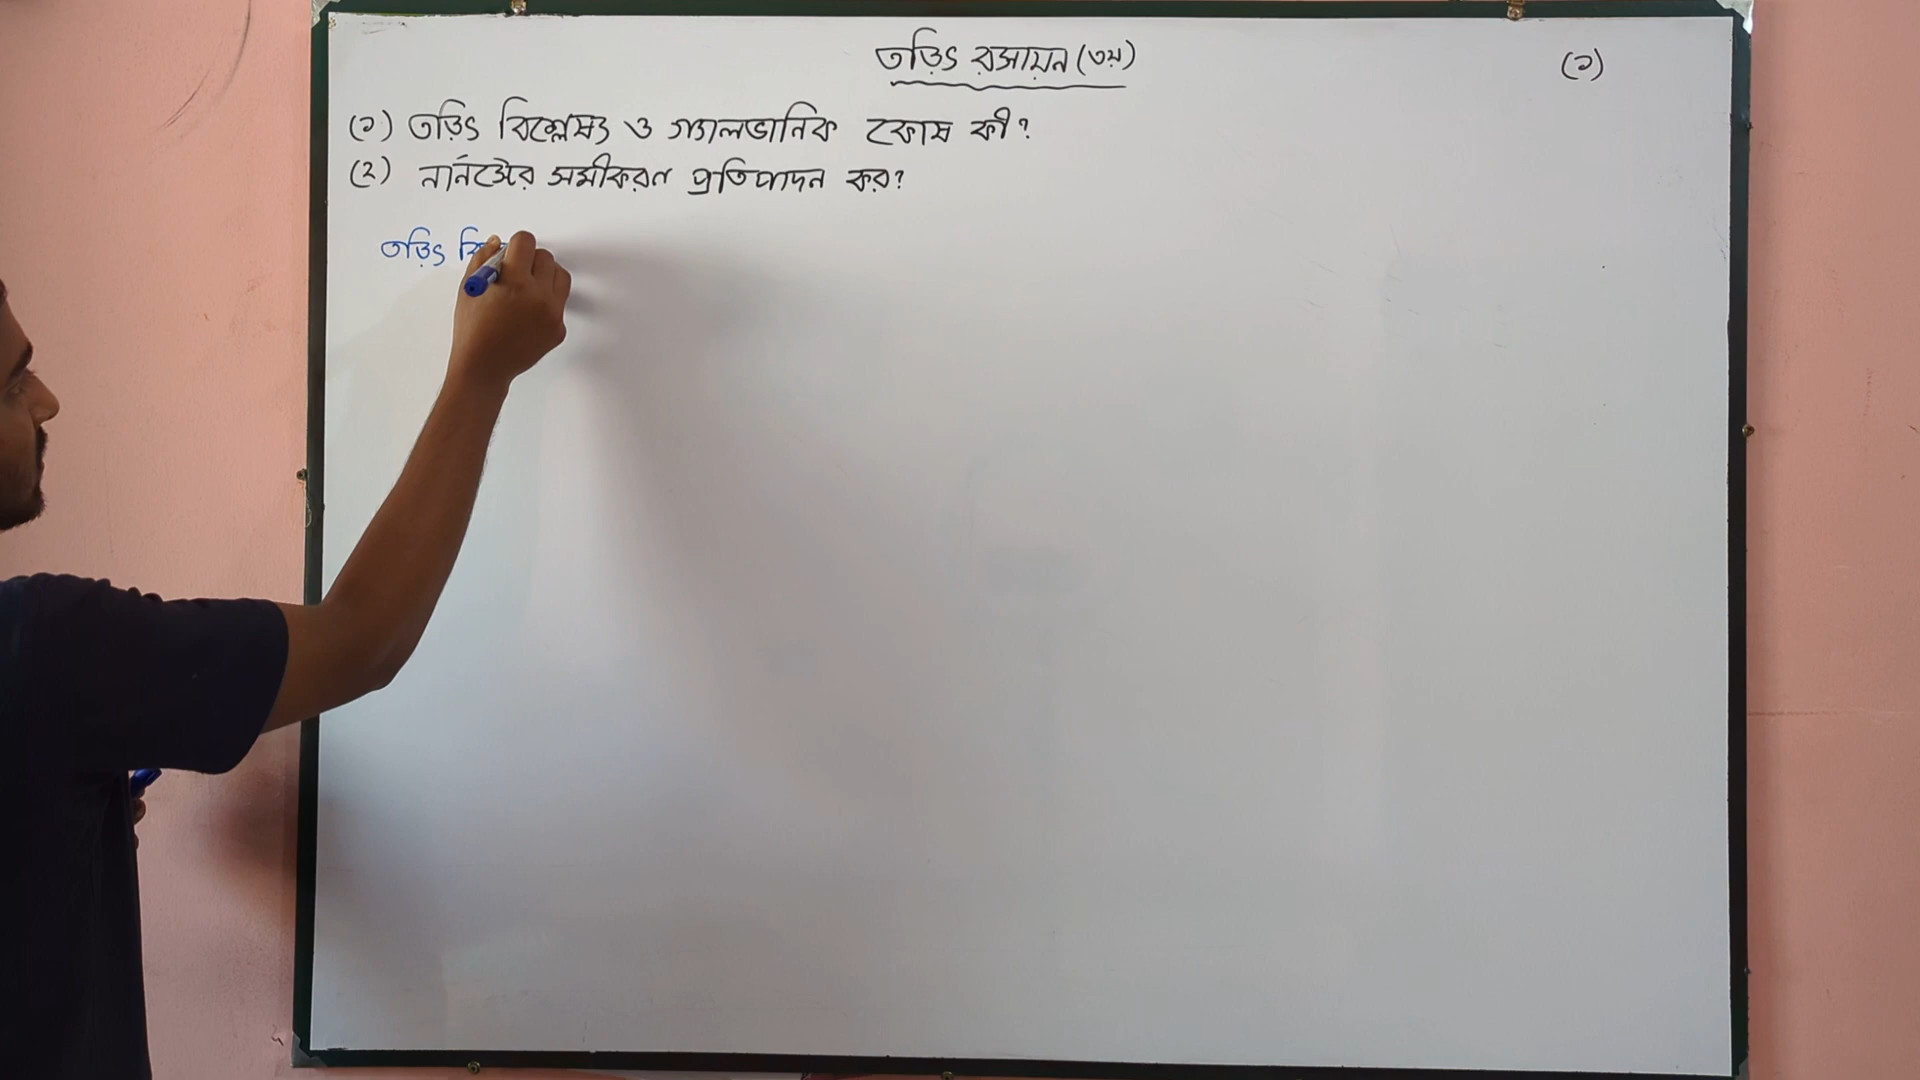 তড়িৎ রসায়ন (৩য়)
(১)
(১) তড়িৎ বিশ্লেষ্য ও গ্যালভানিক কোষ কী?
(২) নার্নস্টের সমীকরণ প্রতিপাদন কর?
তড়িৎ